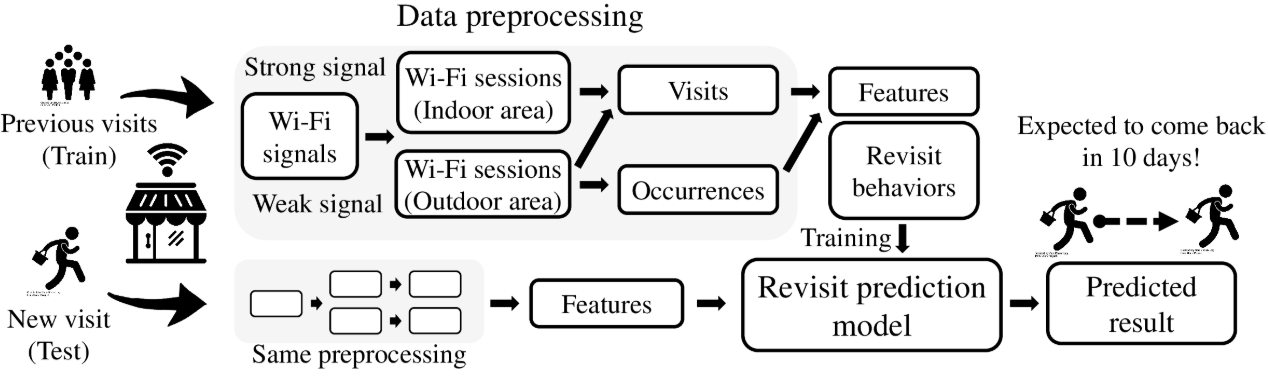 Data preprocessing
Previous visits
(Train)
Strong signal
Wi-Fi
signals
Weak signal
Wi-Fi sessions
(Indoor area)
Wi-Fi sessions
(Outdoor area)
Visits
Occurrences
Features
Revisit
behaviors
Training
Expected to come back
in 10 days!
New visit
(Test)
Same preprocessing
Features
Revisit prediction
model
Predicted
result